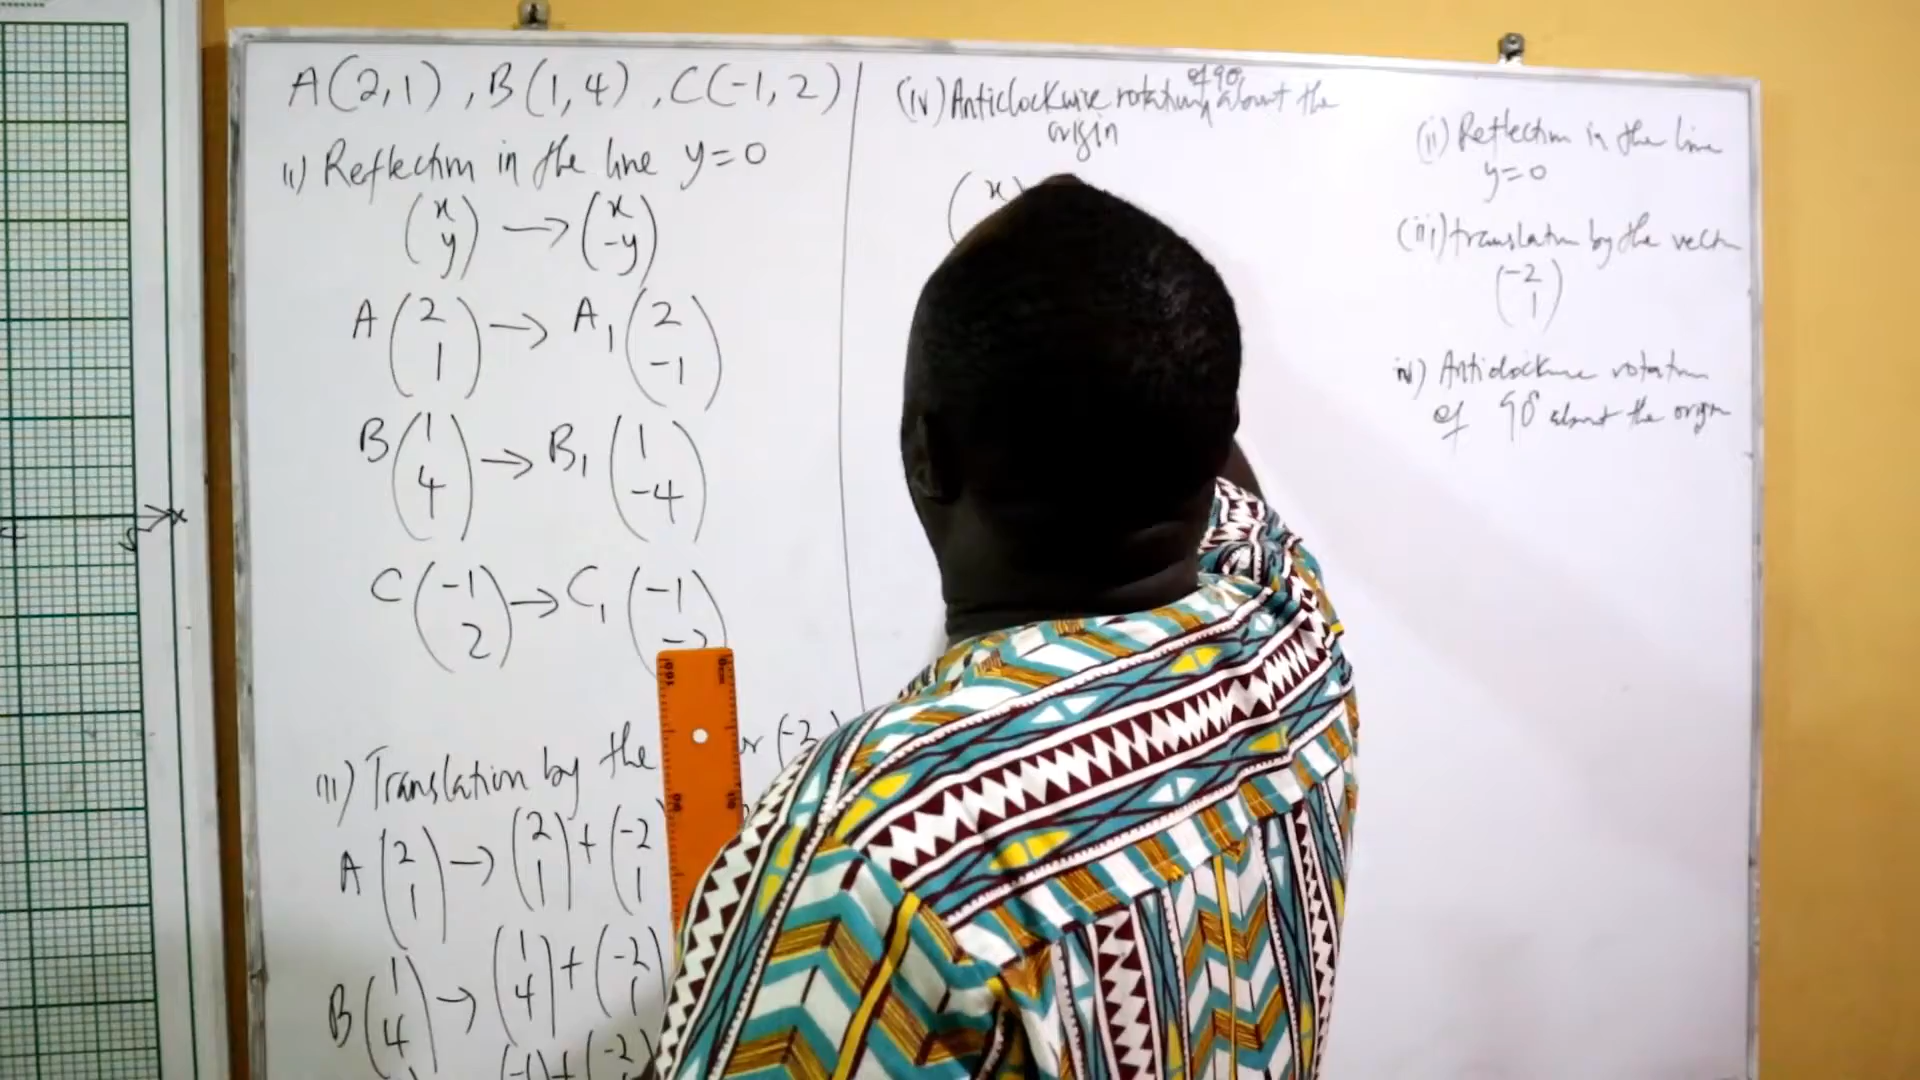 A(2,1), B(1,4), C(-1,2)
ii) Reflection in the line y=0
(x y) → (x -y)
A (2 1) → A₁ (2 -1)
B (1 4) → B₁ (1 -4)
C (-1 2) → C₁ (-1
iii) Translation by the
A (2 1) → (2 1) + (-2 1
B (1 4) → (1 4) + (-2 1
(-1) + (-2
(iv) Anticlockwise rotation of 90° about the
origin
(x
(ii) Reflection in the line
y=0
(iii) translation by the vector
(-2 1)
iv) Anticlockwise rotation
of 90° about the origin
x